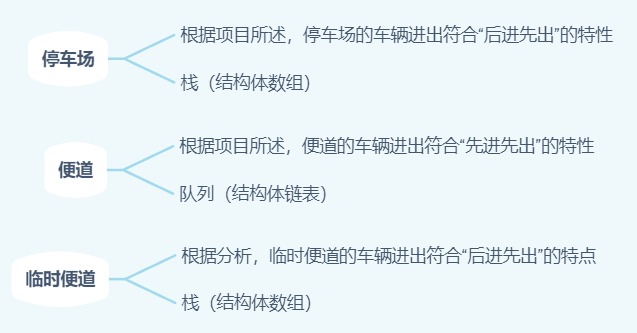 停车场
根据项目所述，停车场的车辆进出符合“后进先出”的特性
栈（结构体数组）
便道
根据项目所述，便道的车辆进出符合“先进先出”的特性
队列（结构体链表）
临时便道
根据分析，临时便道的车辆进出符合“后进先出”的特点
栈（结构体数组）